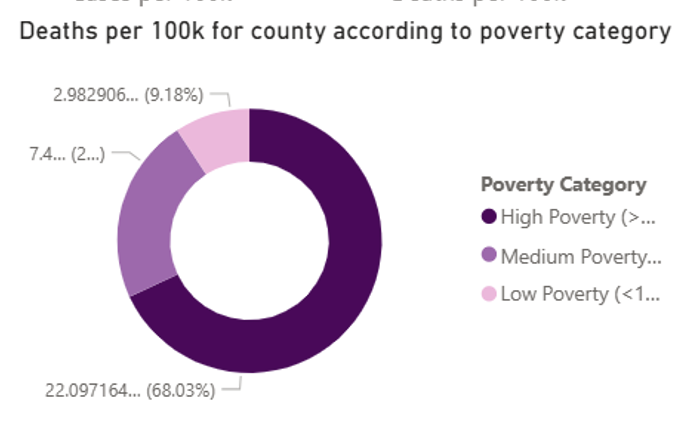 Deaths per 100k for county according to poverty category
2.982906... (9.18%)
7.4... (2...)
22.097164... (68.03%)
Poverty Category
High Poverty (>...
Medium Poverty...
Low Poverty (<1...